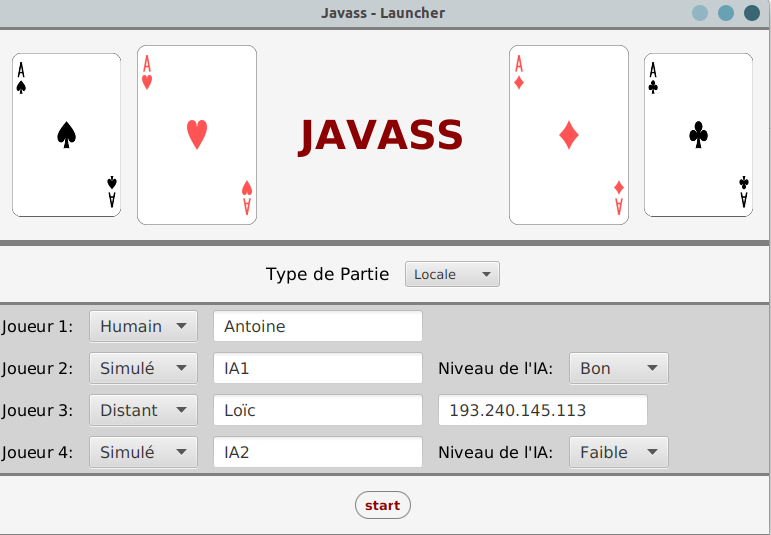 Javass - Launcher
A A A A
JAVASS
A A A A
Type de Partie Locale
Joueur 1: Humain Antoine
Joueur 2: Simulé IA1 Niveau de l'IA: Bon
Joueur 3: Distant Loïc 193.240.145.113
Joueur 4: Simulé IA2 Niveau de l'IA: Faible
start